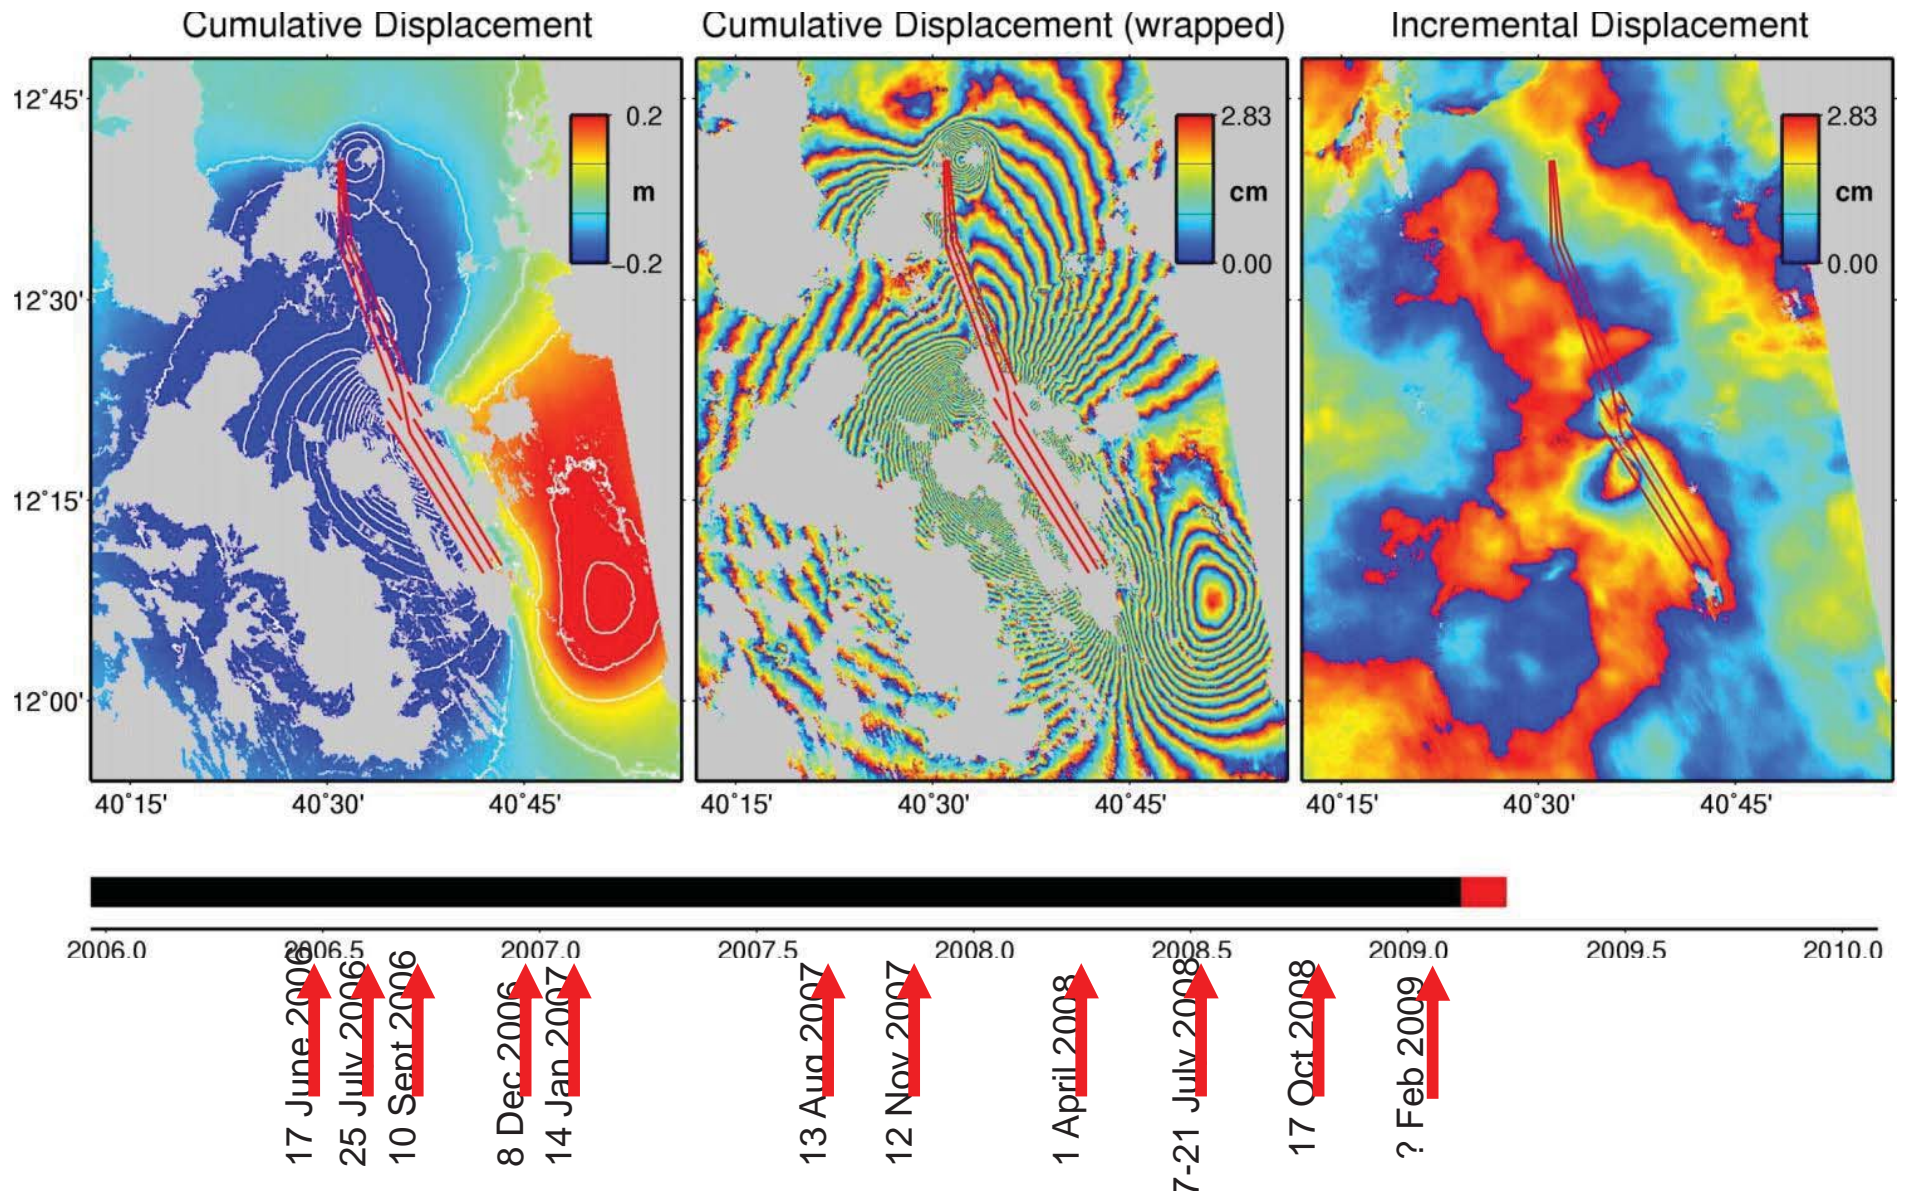 Cumulative Displacement
Cumulative Displacement (wrapped)
Incremental Displacement
12°45'
12°30'
12°15'
12°00'
0.2
m
−0.2
2.83
cm
0.00
2.83
cm
0.00
40°15'
40°30'
40°45'
40°15'
40°30'
40°45'
40°15'
40°30'
40°45'
2006.0
2006.5
2007.0
2007.5
2008.0
2008.5
2009.0
2009.5
2010.0
17 June 2006
25 July 2006
10 Sept 2006
8 Dec 2006
14 Jan 2007
13 Aug 2007
12 Nov 2007
1 April 2008
7-21 July 2008
17 Oct 2008
? Feb 2009